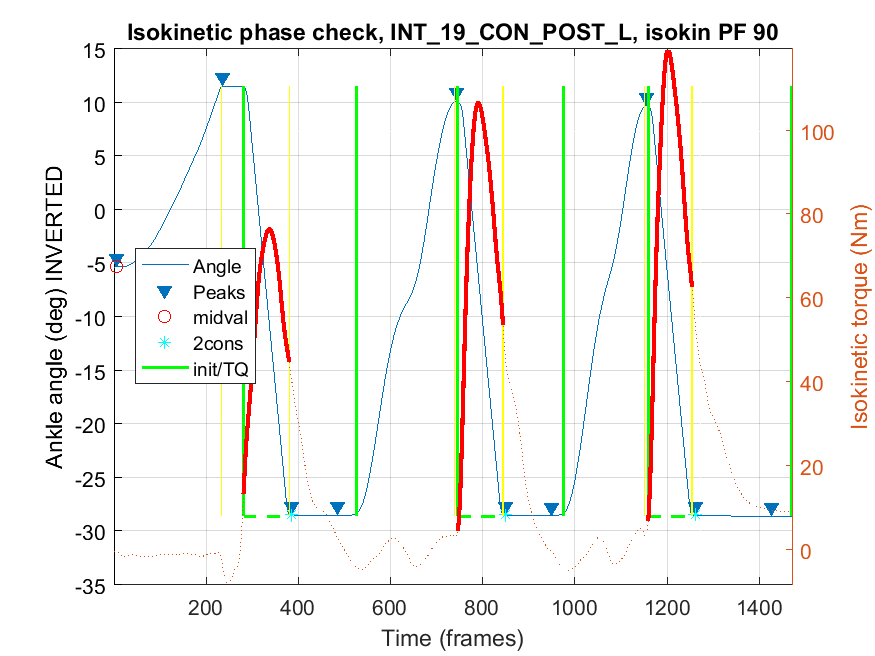 Isokinetic phase check, INT_19_CON_POST_L, isokin PF 90
Ankle angle (deg) INVERTED
15
10
5
0
-5
-10
-15
-20
-25
-30
-35
Angle
Peaks
midval
2cons
init/TQ
200
400
600
800
1000
1200
1400
Time (frames)
100
80
60
40
20
0
Isokinetic torque (Nm)